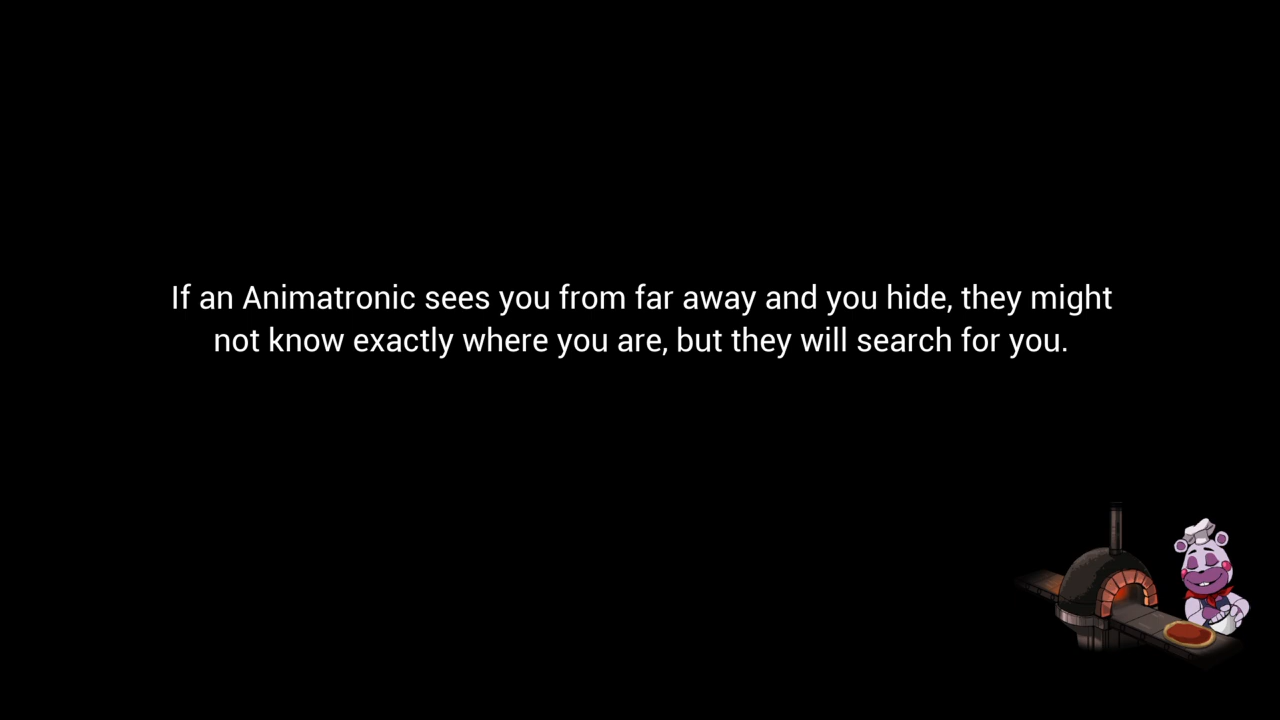 If an Animatronic sees you from far away and you hide, they might
not know exactly where you are, but they will search for you.